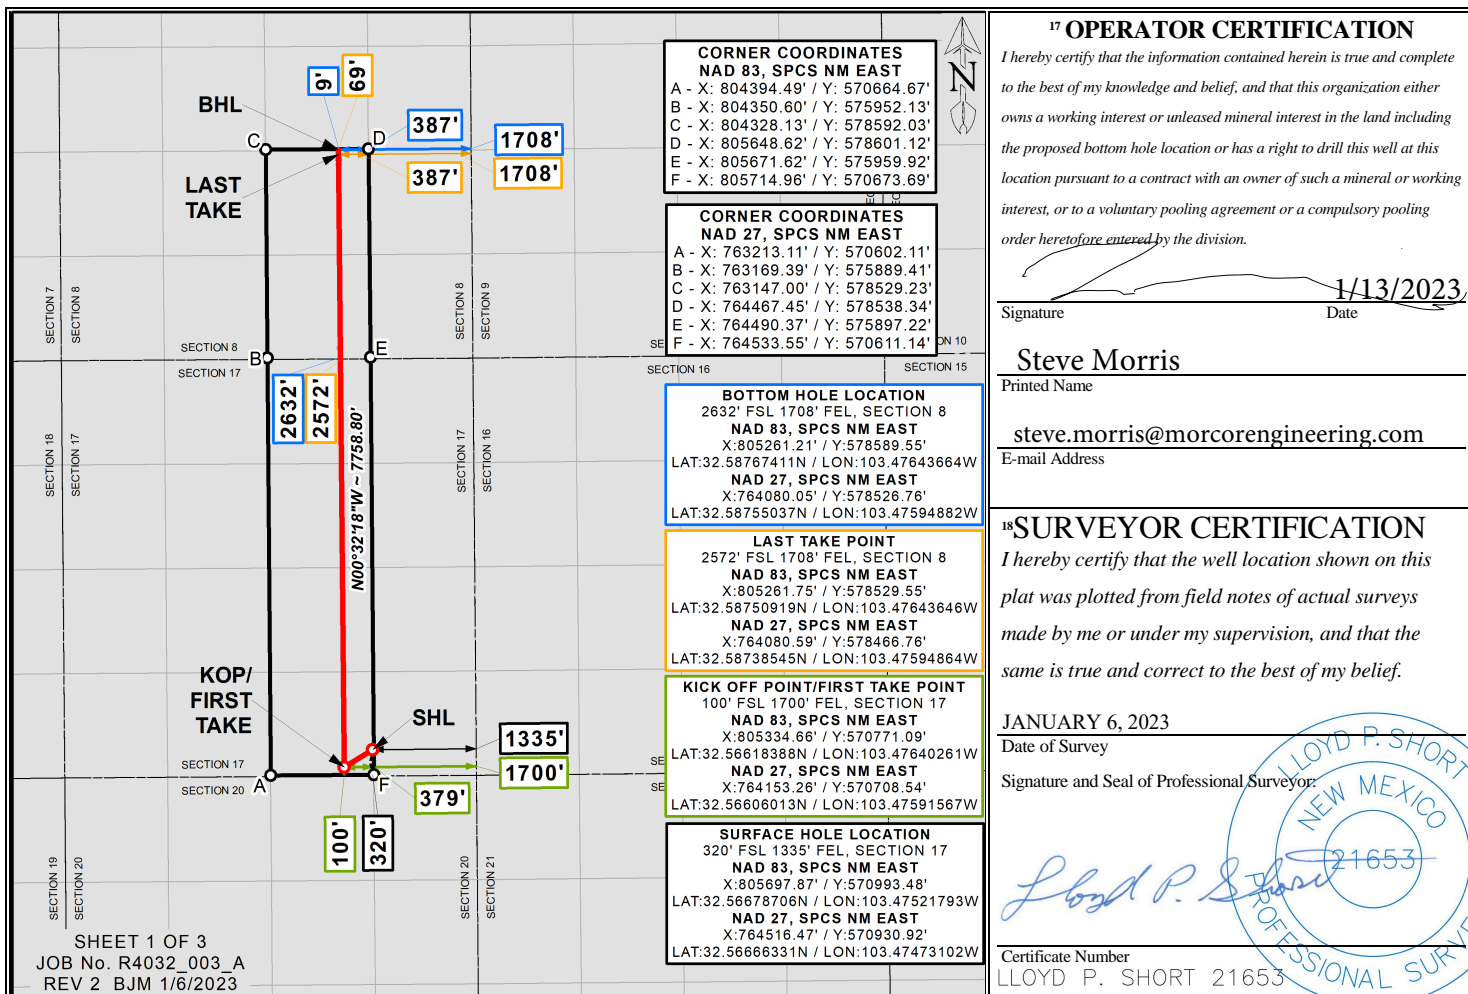 9'
69'
BHL
387'
1708'
C
D
387'
1708'
LAST
TAKE
N
SECTION 7
SECTION 8
SECTION 8
SECTION 9
SECTION 8
B
E
SECTION 17
SECTION 16
SECTION 15
10
2632'
2572'
SECTION 18
SECTION 17
SECTION 17
SECTION 16
N00°32'18"W ~ 7758.80'
KOP/
FIRST
TAKE
SHL
1335'
1700'
379'
SECTION 17
SECTION 20
A
F
100'
320'
SECTION 19
SECTION 20
SECTION 20
SECTION 21
SHEET 1 OF 3
JOB No. R4032_003_A
REV 2 BJM 1/6/2023
CORNER COORDINATES
NAD 83, SPCS NM EAST
A - X: 804394.49' / Y: 570664.67'
B - X: 804350.60' / Y: 575952.13'
C - X: 804328.13' / Y: 578592.03'
D - X: 805648.62' / Y: 578601.12'
E - X: 805671.62' / Y: 575959.92'
F - X: 805714.96' / Y: 570673.69'
CORNER COORDINATES
NAD 27, SPCS NM EAST
A - X: 763213.11' / Y: 570602.11'
B - X: 763169.39' / Y: 575889.41'
C - X: 763147.00' / Y: 578529.23'
D - X: 764467.45' / Y: 578538.34'
E - X: 764490.37' / Y: 575897.22'
F - X: 764533.55' / Y: 570611.14'
BOTTOM HOLE LOCATION
2632' FSL 1708' FEL, SECTION 8
NAD 83, SPCS NM EAST
X:805261.21' / Y:578589.55'
LAT:32.58767411N / LON:103.47643664W
NAD 27, SPCS NM EAST
X:764080.05' / Y:578526.76'
LAT:32.58755037N / LON:103.47594882W
LAST TAKE POINT
2572' FSL 1708' FEL, SECTION 8
NAD 83, SPCS NM EAST
X:805261.75' / Y:578529.55'
LAT:32.58750919N / LON:103.47643646W
NAD 27, SPCS NM EAST
X:764080.59' / Y:578466.76'
LAT:32.58738545N / LON:103.47594864W
KICK OFF POINT/FIRST TAKE POINT
100' FSL 1700' FEL, SECTION 17
NAD 83, SPCS NM EAST
X:805334.66' / Y:570771.09'
LAT:32.56618388N / LON:103.47640261W
NAD 27, SPCS NM EAST
X:764153.26' / Y:570708.54'
LAT:32.56606013N / LON:103.47591567W
SURFACE HOLE LOCATION
320' FSL 1335' FEL, SECTION 17
NAD 83, SPCS NM EAST
X:805697.87' / Y:570993.48'
LAT:32.56678706N / LON:103.47521793W
NAD 27, SPCS NM EAST
X:764516.47' / Y:570930.92'
LAT:32.56666331N / LON:103.47473102W
17 OPERATOR CERTIFICATION
I hereby certify that the information contained herein is true and complete
to the best of my knowledge and belief, and that this organization either
owns a working interest or unleased mineral interest in the land including
the proposed bottom hole location or has a right to drill this well at this
location pursuant to a contract with an owner of such a mineral or working
interest, or to a voluntary pooling agreement or a compulsory pooling
order heretofore entered by the division.
1/13/2023
Signature Date
Steve Morris
Printed Name
steve.morris@morcorengineering.com
E-mail Address
18SURVEYOR CERTIFICATION
I hereby certify that the well location shown on this
plat was plotted from field notes of actual surveys
made by me or under my supervision, and that the
same is true and correct to the best of my belief.
JANUARY 6, 2023
Date of Survey
Signature and Seal of Professional Surveyor:
Lloyd P. Short
LLOYD P. SHORT
NEW MEXICO
21653
PROFESSIONAL SURVE
Certificate Number
LLOYD P. SHORT 21653